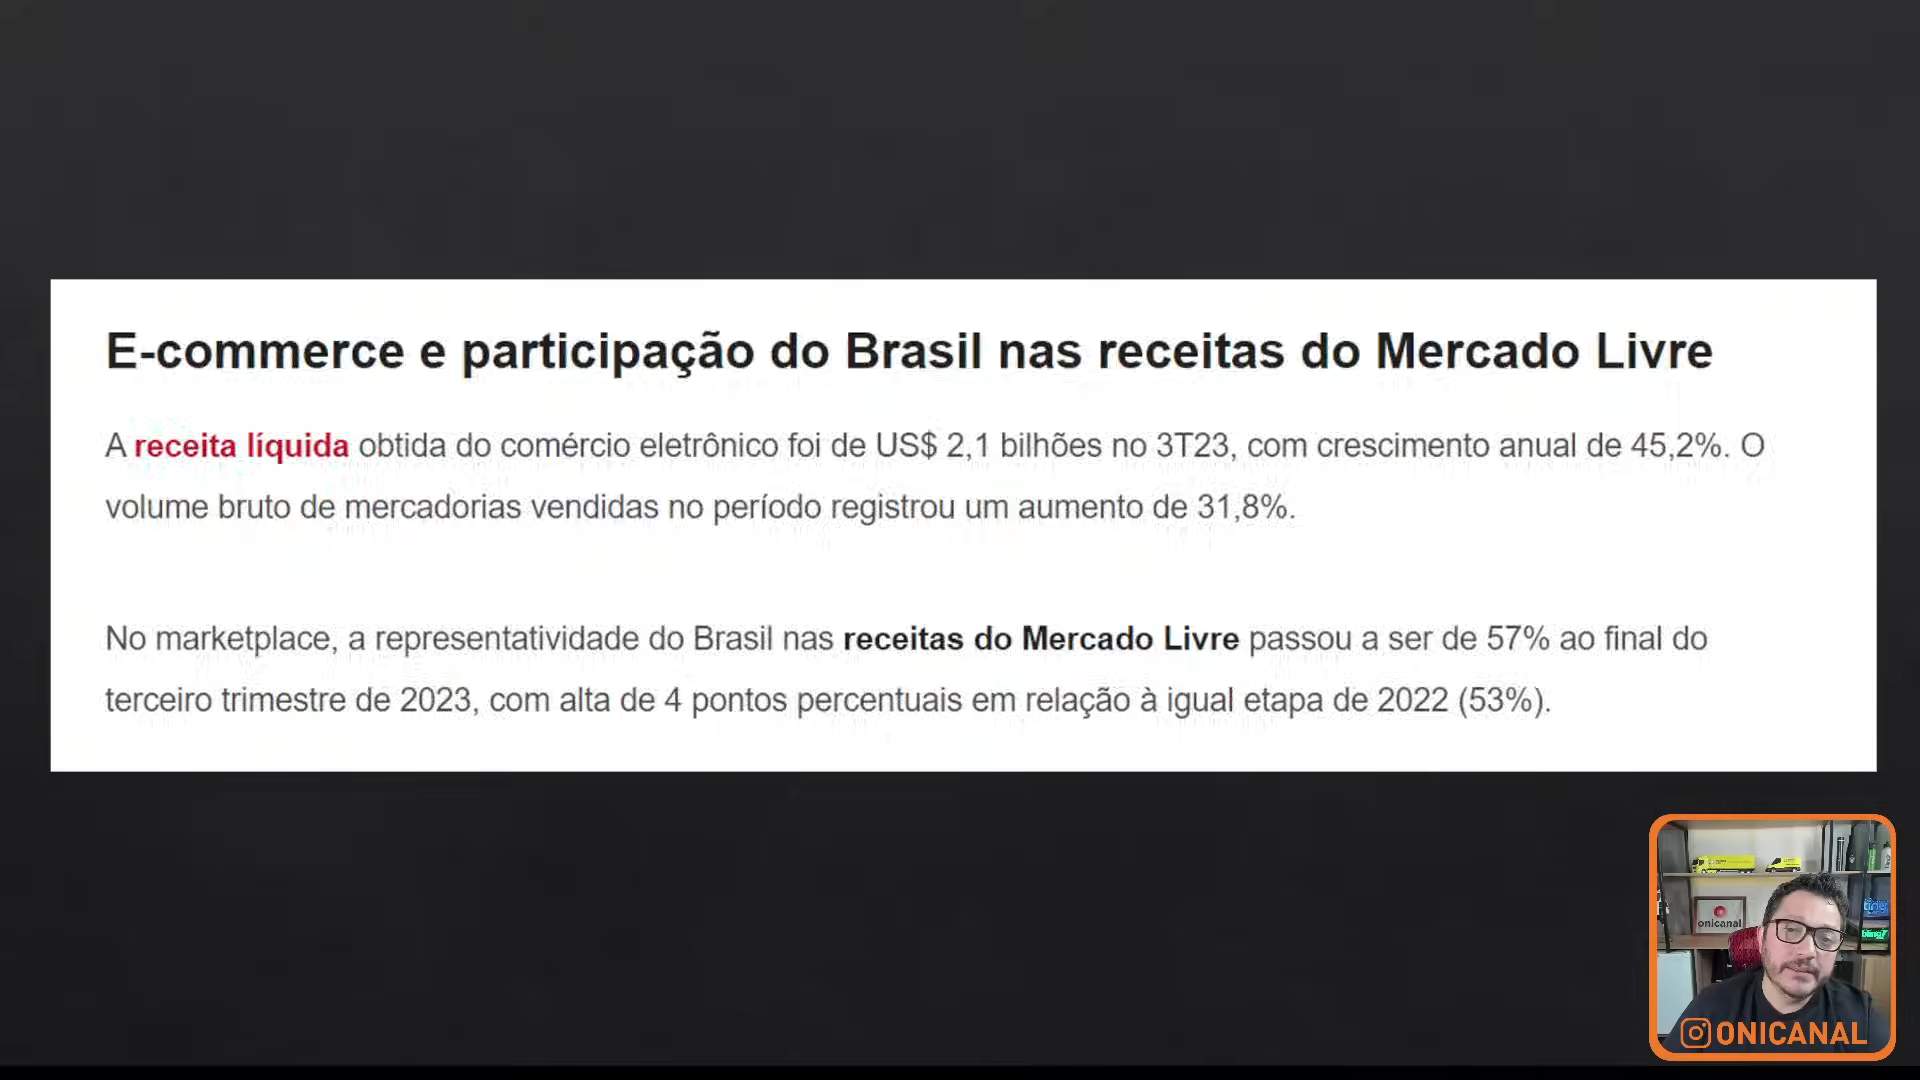 E-commerce e participação do Brasil nas receitas do Mercado Livre
A receita líquida obtida do comércio eletrônico foi de US$ 2,1 bilhões no 3T23, com crescimento anual de 45,2%. O
volume bruto de mercadorias vendidas no período registrou um aumento de 31,8%.
No marketplace, a representatividade do Brasil nas receitas do Mercado Livre passou a ser de 57% ao final do
terceiro trimestre de 2023, com alta de 4 pontos percentuais em relação à igual etapa de 2022 (53%).
onicanal
bling!
ONICANAL